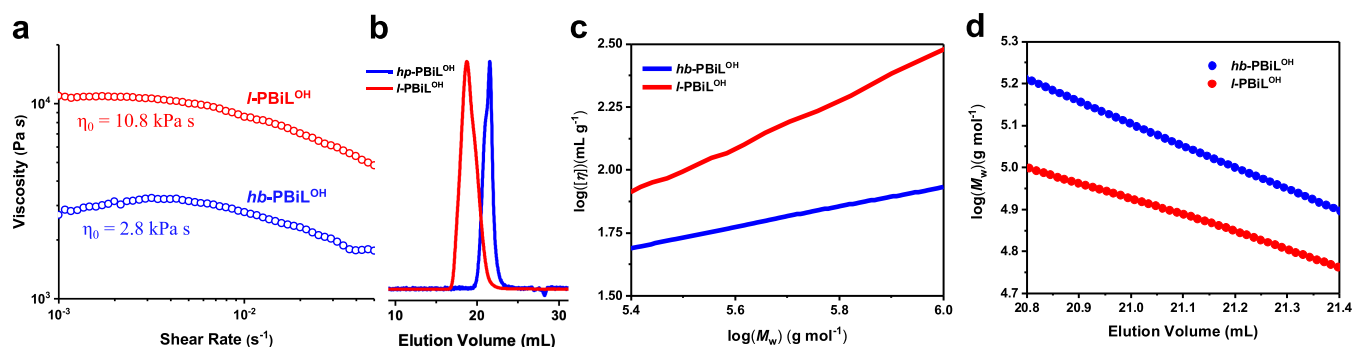 a
Viscosity (Pa s)
10⁴
10³
l-PBiLᴼᴴ
η₀ = 10.8 kPa s
hb-PBiLᴼᴴ
η₀ = 2.8 kPa s
10⁻³
10⁻²
Shear Rate (s⁻¹)
b
hp-PBiLᴼᴴ
l-PBiLᴼᴴ
10
20
30
Elution Volume (mL)
c
log([η])(mL g⁻¹)
2.50
2.25
2.00
1.75
1.50
hb-PBiLᴼᴴ
l-PBiLᴼᴴ
5.4
5.6
5.8
6.0
log(Mw) (g mol⁻¹)
d
log(Mw)(g mol⁻¹)
5.3
5.2
5.1
5.0
4.9
4.8
4.7
hb-PBiLᴼᴴ
l-PBiLᴼᴴ
20.8
20.9
21.0
21.1
21.2
21.3
21.4
Elution Volume (mL)